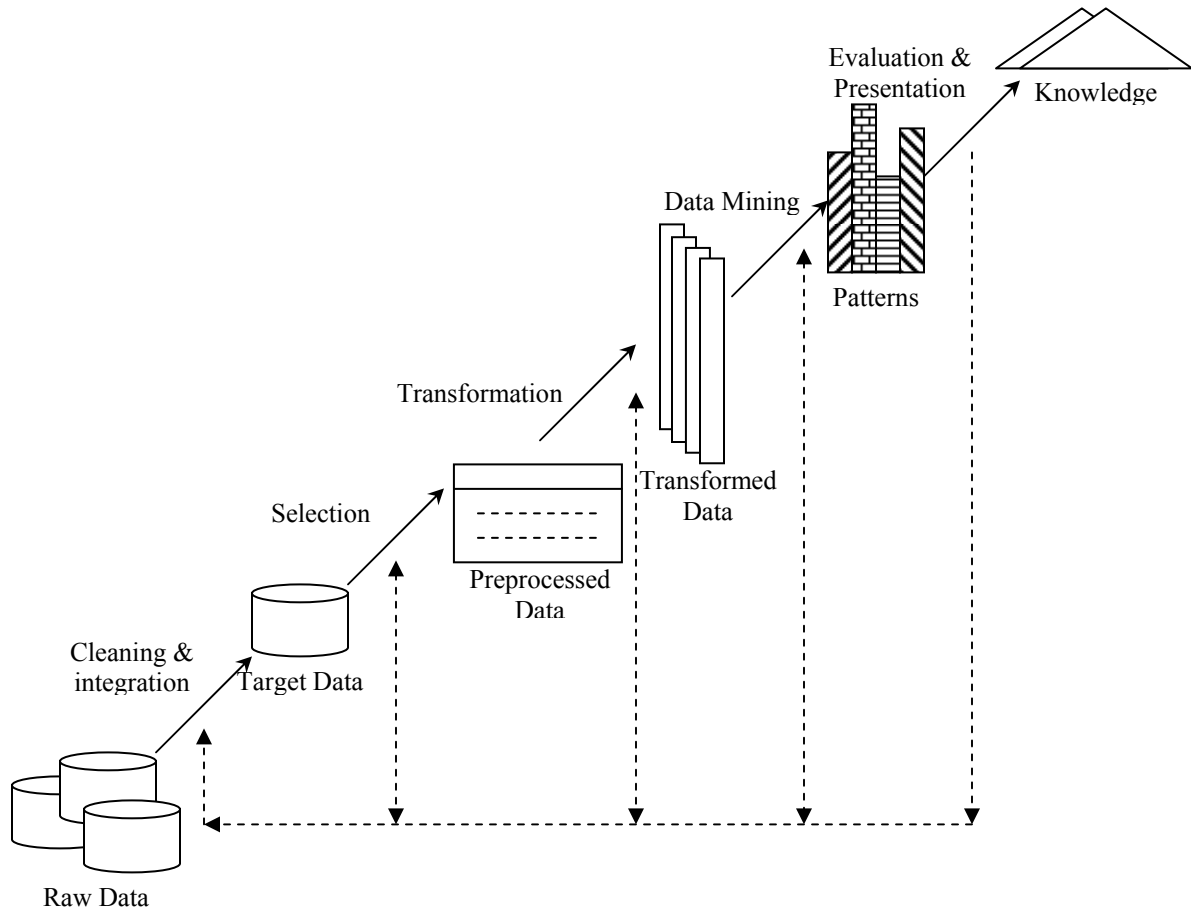 Evaluation &
Presentation
Knowledge
Data Mining
Patterns
Transformation
Transformed
Data
Selection
Preprocessed
Data
Cleaning &
integration
Target Data
Raw Data